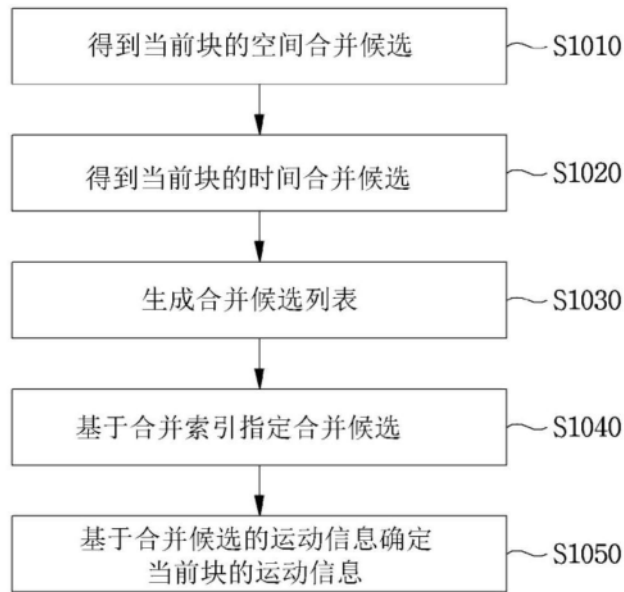 得到当前块的空间合并候选
S1010
得到当前块的时间合并候选
S1020
生成合并候选列表
S1030
基于合并索引指定合并候选
S1040
基于合并候选的运动信息确定
当前块的运动信息
S1050